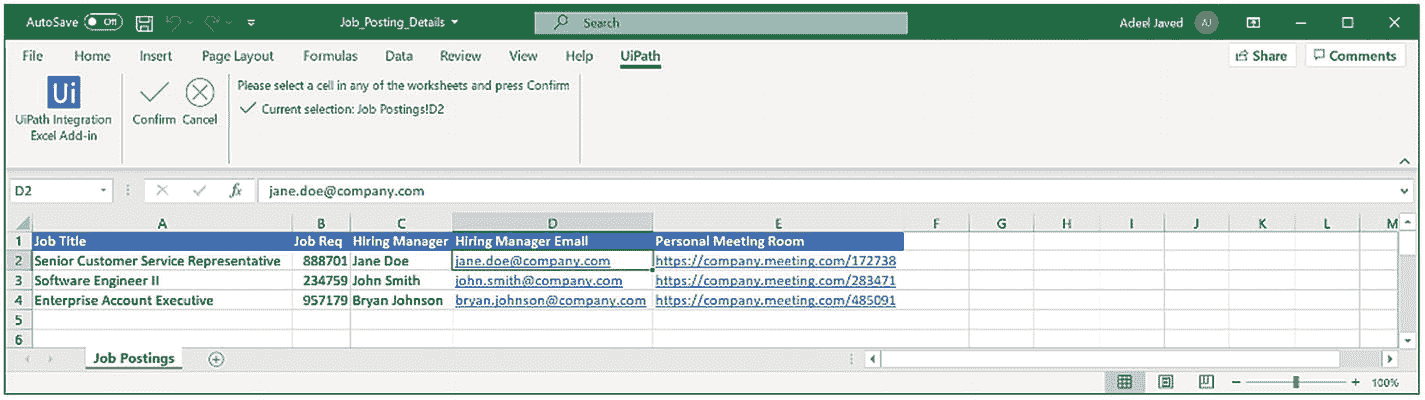 AutoSave Off Job_Posting_Details Search Adeel Javed AJ
File Home Insert Page Layout Formulas Data Review View Help UiPath Share Comments
Ui
UiPath Integration
Excel Add-in
Confirm Cancel
Please select a cell in any of the worksheets and press Confirm
Current selection: Job Postings!D2
D2 fx jane.doe@company.com
A B C D E F G H I J K L M
1 Job Title Job Req Hiring Manager Hiring Manager Email Personal Meeting Room
2 Senior Customer Service Representative 888701 Jane Doe jane.doe@company.com https://company.meeting.com/172738
3 Software Engineer II 234759 John Smith john.smith@company.com https://company.meeting.com/283471
4 Enterprise Account Executive 957179 Bryan Johnson bryan.johnson@company.com https://company.meeting.com/485091
5
6
Job Postings
100%